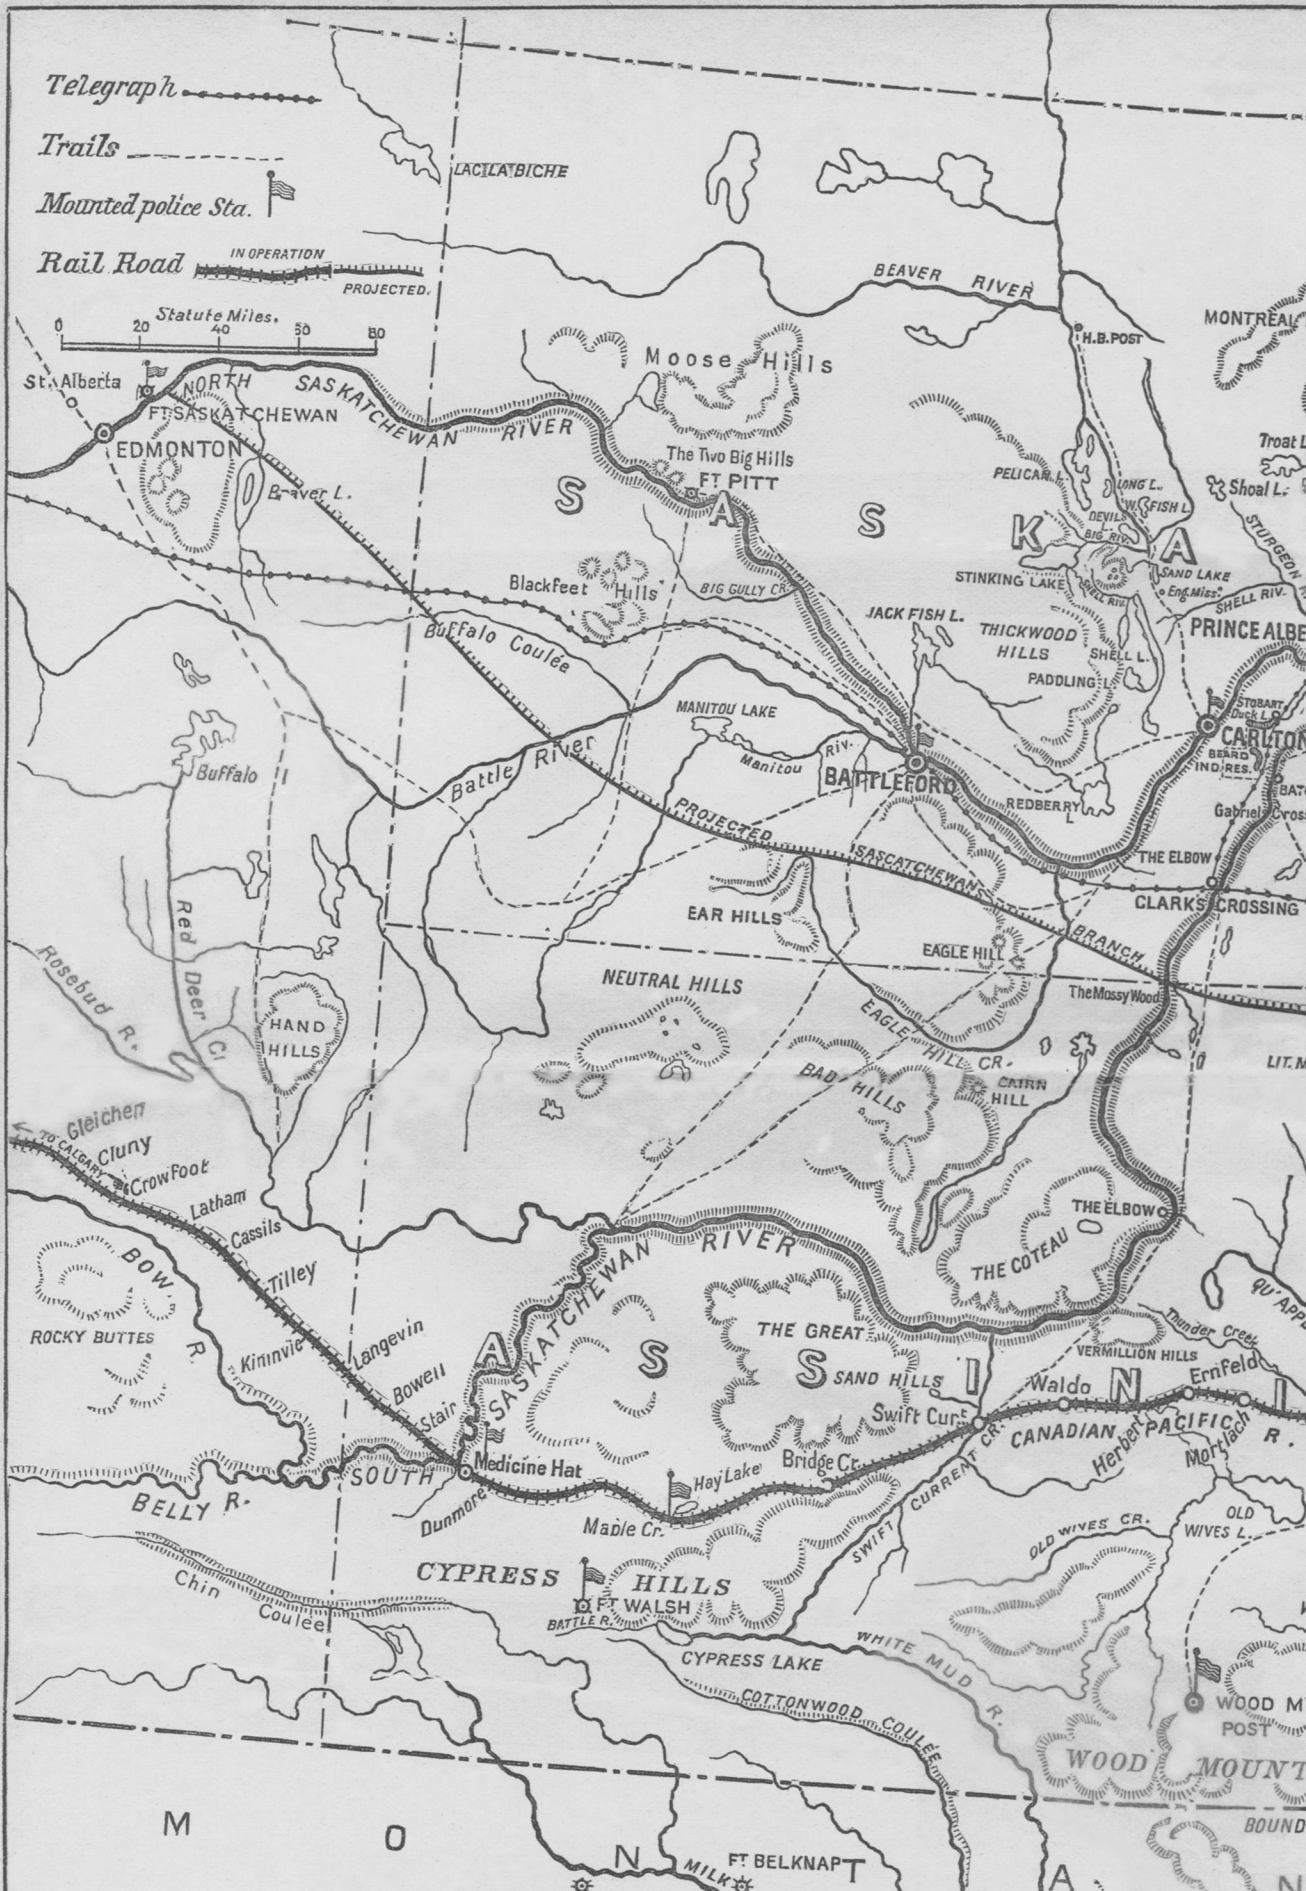 Telegraph
Trails
Mounted police Sta.
Rail Road
IN OPERATION
PROJECTED.
Statute Miles.
0 20 40 50 80
LAC LA BICHE
BEAVER RIVER
H.B. POST
MONTREAL
St. Alberta
FT SASKATCHEWAN
NORTH SASKATCHEWAN RIVER
EDMONTON
Beaver L.
Moose Hills
The Two Big Hills
FT PITT
S A S K A
PELICAN L.
LONG L.
W. FISH L.
DEVILS L.
BIG RIV.
Troat L
Shoal L.
STURGEON
STINKING LAKE
SAND LAKE
Eng. Miss.
SHELL RIV.
SHELL RIV.
Blackfeet Hills
BIG GULLY CR.
JACK FISH L.
THICKWOOD HILLS
SHELL L.
PADDLING L.
PRINCE ALBE
Buffalo Coulée
MANITOU LAKE
Manitou Riv.
Battle River
BATTLEFORD
STOBART
Duck L.
CARLTON
BEARD
IND. RES.
BATO
Gabriels Cross
REDBERRY L
Buffalo
PROJECTED SASCATCHEWAN BRANCH
THE ELBOW
CLARKS CROSSING
EAR HILLS
EAGLE HILL
Red Deer C.
Rosebud R.
HAND HILLS
NEUTRAL HILLS
The Mossy Wood
EAGLE HILL CR.
BAD HILLS
CAIRN HILL
LIT. M
TO CALGARY
Gleichen
Cluny
Crowfoot
Latham
Cassils
Tilley
Kininvie
Langevin
Bowell
Stair
BOW R.
ROCKY BUTTES
THE ELBOW
THE COTEAU
SOUTH SASKATCHEWAN RIVER
A S S I N I
THE GREAT
SAND HILLS
QU'APPE
Thunder Creek
VERMILLION HILLS
Waldo
Ernfeld
Swift Curt.
CANADIAN PACIFIC R.
Herbert
Mortlach
Medicine Hat
Dunmore
Hay Lake
Bridge Cr.
Maple Cr.
BELLY R.
Chin Coulee
SWIFT CURRENT CR.
OLD WIVES CR.
OLD WIVES L.
CYPRESS HILLS
FT WALSH
BATTLE R.
CYPRESS LAKE
WHITE MUD R.
COTTONWOOD COULÉE
WOOD M
POST
WOOD MOUNT
BOUND
M O N T A N
FT BELKNAP
MILK